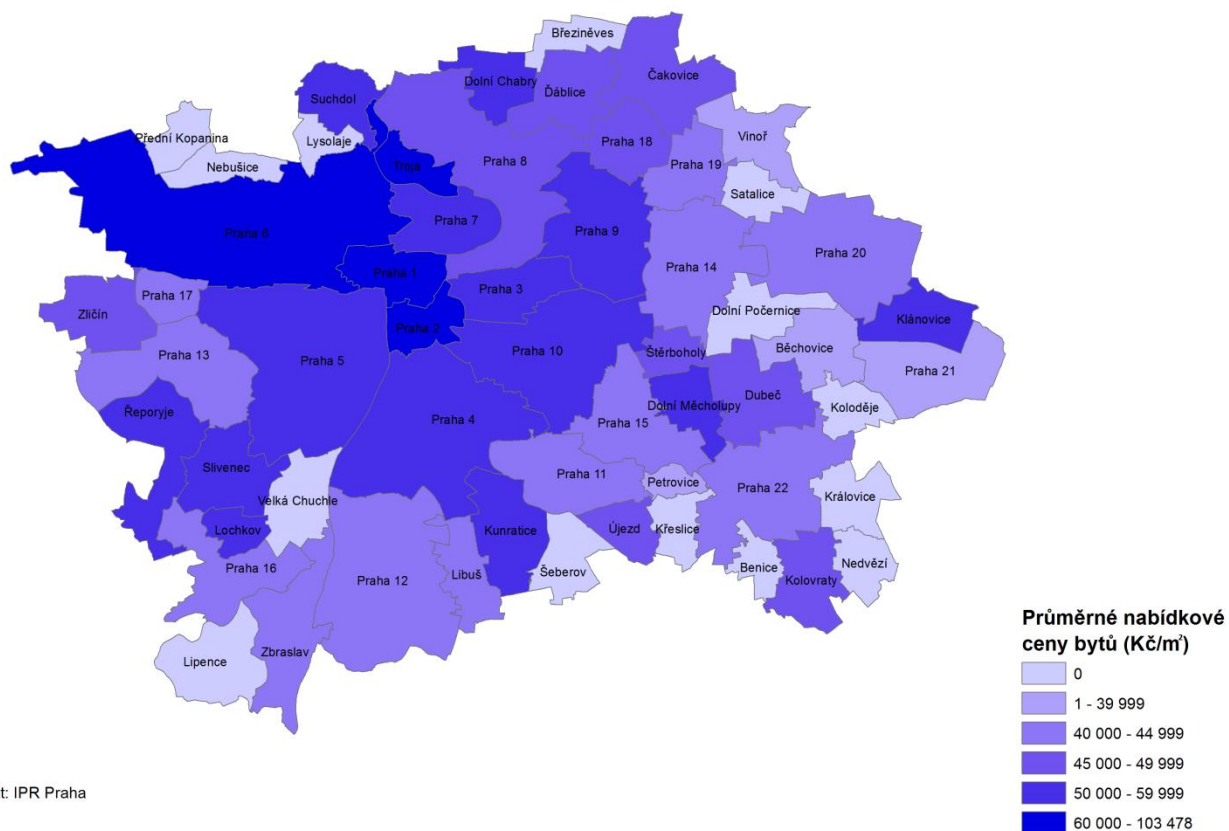 Březiněves
Dolní Chabry
Ďáblice
Čakovice
Suchdol
Přední Kopanina
Lysolaje
Nebušice
Troja
Praha 8
Praha 18
Praha 19
Vinoř
Satalice
Praha 6
Praha 7
Praha 9
Praha 20
Praha 14
Praha 1
Praha 3
Praha 17
Zličín
Praha 2
Dolní Počernice
Klánovice
Praha 13
Praha 5
Praha 10
Štěrboholy
Běchovice
Praha 21
Řeporyje
Dubeč
Dolní Měcholupy
Koloděje
Praha 4
Praha 15
Slivenec
Praha 11
Petrovice
Praha 22
Královice
Velká Chuchle
Lochkov
Kunratice
Újezd
Křeslice
Praha 16
Praha 12
Libuš
Šeberov
Benice
Nedvězí
Kolovraty
Lipence
Zbraslav
Průměrné nabídkové
ceny bytů (Kč/m²)
0
1 - 39 999
40 000 - 44 999
45 000 - 49 999
50 000 - 59 999
60 000 - 103 478
t: IPR Praha